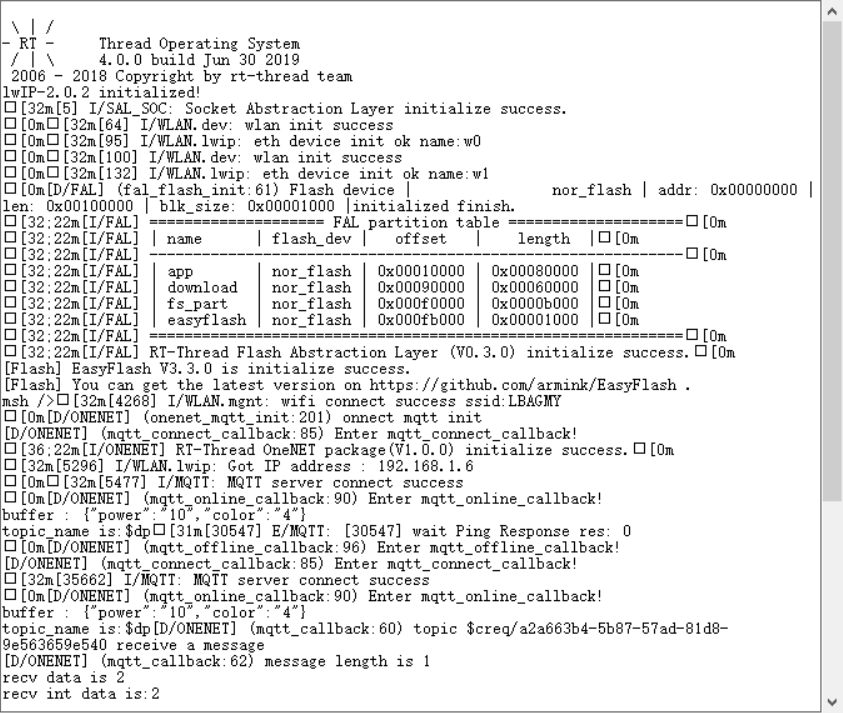 \ | /
- RT -     Thread Operating System
/ | \     4.0.0 build Jun 30 2019
2006 - 2018 Copyright by rt-thread team
lwIP-2.0.2 initialized!
□[32m[5] I/SAL_SOC: Socket Abstraction Layer initialize success.
□[0m□[32m[64] I/WLAN.dev: wlan init success
□[0m□[32m[95] I/WLAN.lwip: eth device init ok name:w0
□[0m□[32m[100] I/WLAN.dev: wlan init success
□[0m□[32m[132] I/WLAN.lwip: eth device init ok name:w1
□[0m[D/FAL] (fal_flash_init:61) Flash device |                nor_flash | addr: 0x00000000 |
len: 0x00100000 | blk_size: 0x00001000 |initialized finish.
□[32;22m[I/FAL] ==================== FAL partition table ====================□[0m
□[32;22m[I/FAL] | name      | flash_dev |   offset   |    length  |□[0m
□[32;22m[I/FAL] -------------------------------------------------------------□[0m
□[32;22m[I/FAL] | app       | nor_flash | 0x00010000 | 0x00080000 |□[0m
□[32;22m[I/FAL] | download  | nor_flash | 0x00090000 | 0x00060000 |□[0m
□[32;22m[I/FAL] | fs_part   | nor_flash | 0x000f0000 | 0x0000b000 |□[0m
□[32;22m[I/FAL] | easyflash | nor_flash | 0x000fb000 | 0x00001000 |□[0m
□[32;22m[I/FAL] =============================================================□[0m
□[32;22m[I/FAL] RT-Thread Flash Abstraction Layer (V0.3.0) initialize success.□[0m
[Flash] EasyFlash V3.3.0 is initialize success.
[Flash] You can get the latest version on https://github.com/armink/EasyFlash .
msh />□[32m[4268] I/WLAN.mgnt: wifi connect success ssid:LBAGMY
□[0m[D/ONENET] (onenet_mqtt_init:201) onnect mqtt init
[D/ONENET] (mqtt_connect_callback:85) Enter mqtt_connect_callback!
□[36;22m[I/ONENET] RT-Thread OneNET package(V1.0.0) initialize success.□[0m
□[32m[5296] I/WLAN.lwip: Got IP address : 192.168.1.6
□[0m□[32m[5477] I/MQTT: MQTT server connect success
□[0m[D/ONENET] (mqtt_online_callback:90) Enter mqtt_online_callback!
buffer : {"power":"10","color":"4"}
topic_name is:$dp□[31m[30547] E/MQTT: [30547] wait Ping Response res: 0
□[0m[D/ONENET] (mqtt_offline_callback:96) Enter mqtt_offline_callback!
[D/ONENET] (mqtt_connect_callback:85) Enter mqtt_connect_callback!
□[32m[35662] I/MQTT: MQTT server connect success
□[0m[D/ONENET] (mqtt_online_callback:90) Enter mqtt_online_callback!
buffer : {"power":"10","color":"4"}
topic_name is:$dp[D/ONENET] (mqtt_callback:60) topic $creq/a2a663b4-5b87-57ad-81d8-
9e563659e540 receive a message
[D/ONENET] (mqtt_callback:62) message length is 1
recv data is 2
recv int data is:2